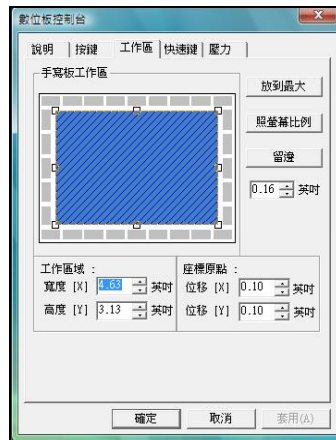 數位板控制台
說明 按鍵 工作區 快速鍵 壓力
手寫板工作區
放到最大
照螢幕比例
留邊
0.16 英吋
工作區域 : 座標原點 :
寬度 [X] 4.63 英吋 位移 [X] 0.10 英吋
高度 [Y] 3.13 英吋 位移 [Y] 0.10 英吋
確定 取消 套用(A)